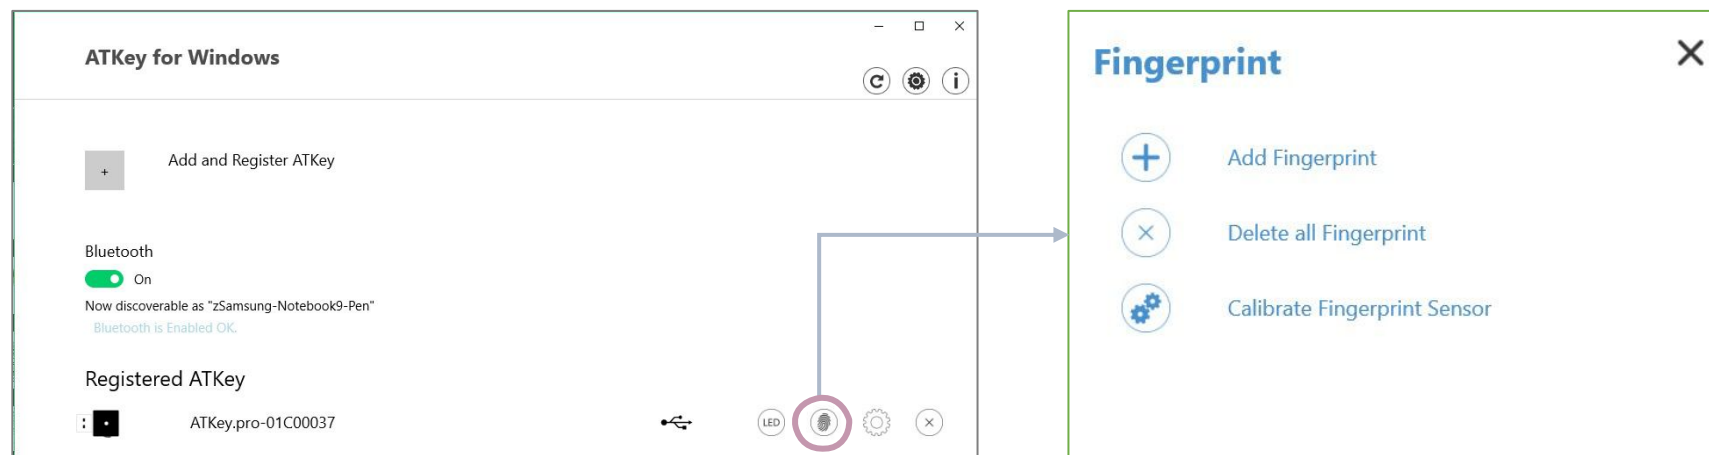 ATKey for Windows
Add and Register ATKey
Bluetooth
On
Now discoverable as "zSamsung-Notebook9-Pen"
Bluetooth is Enabled OK.
Registered ATKey
ATKey.pro-01C00037
LED
Fingerprint
Add Fingerprint
Delete all Fingerprint
Calibrate Fingerprint Sensor